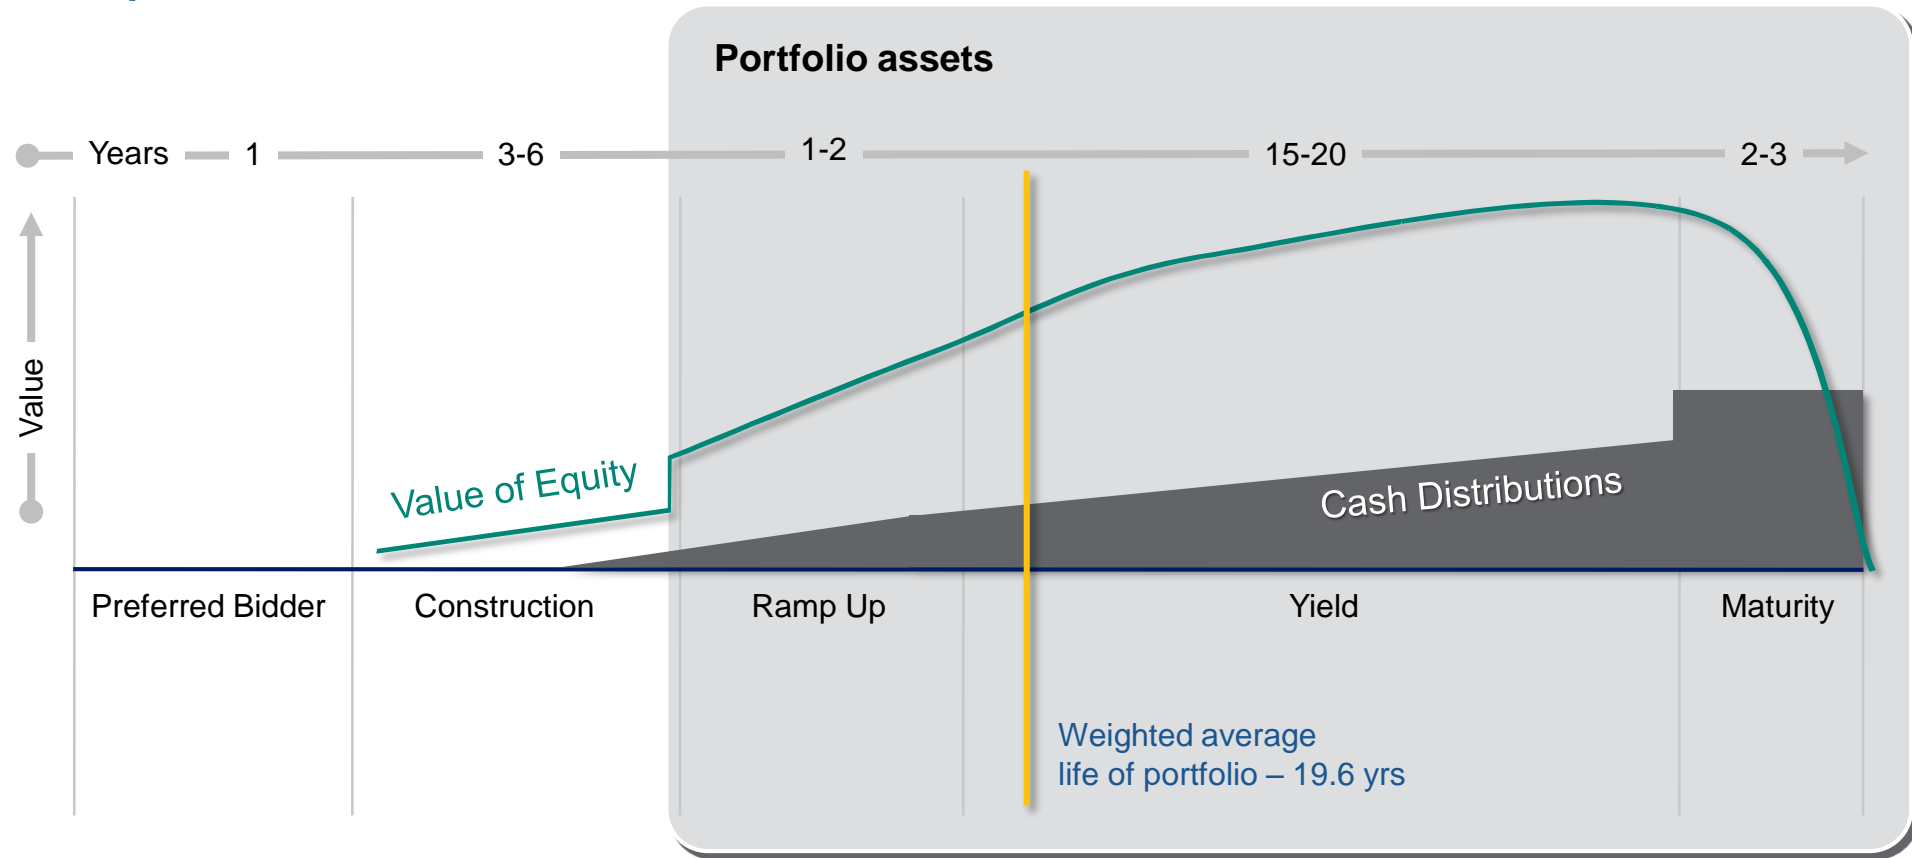 Portfolio assets
Years 1 3-6 1-2 15-20 2-3
Value
Value of Equity
Cash Distributions
Preferred Bidder Construction Ramp Up Yield Maturity
Weighted average
life of portfolio – 19.6 yrs